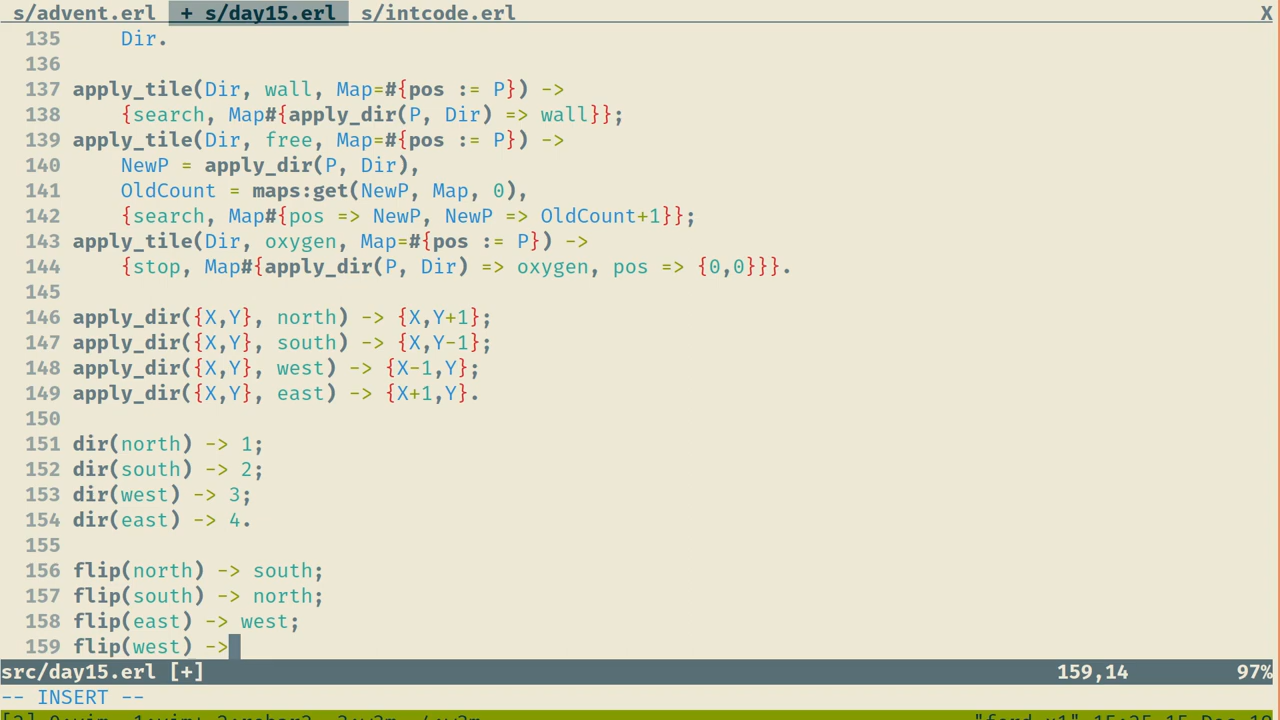 s/advent.erl + s/day15.erl s/intcode.erl X
135 Dir.
136
137 apply_tile(Dir, wall, Map=#{pos := P}) ->
138 {search, Map#{apply_dir(P, Dir) => wall}};
139 apply_tile(Dir, free, Map=#{pos := P}) ->
140 NewP = apply_dir(P, Dir),
141 OldCount = maps:get(NewP, Map, 0),
142 {search, Map#{pos => NewP, NewP => OldCount+1}};
143 apply_tile(Dir, oxygen, Map=#{pos := P}) ->
144 {stop, Map#{apply_dir(P, Dir) => oxygen, pos => {0,0}}}.
145
146 apply_dir({X,Y}, north) -> {X,Y+1};
147 apply_dir({X,Y}, south) -> {X,Y-1};
148 apply_dir({X,Y}, west) -> {X-1,Y};
149 apply_dir({X,Y}, east) -> {X+1,Y}.
150
151 dir(north) -> 1;
152 dir(south) -> 2;
153 dir(west) -> 3;
154 dir(east) -> 4.
155
156 flip(north) -> south;
157 flip(south) -> north;
158 flip(east) -> west;
159 flip(west) ->
src/day15.erl [+] 159,14 97%
-- INSERT --